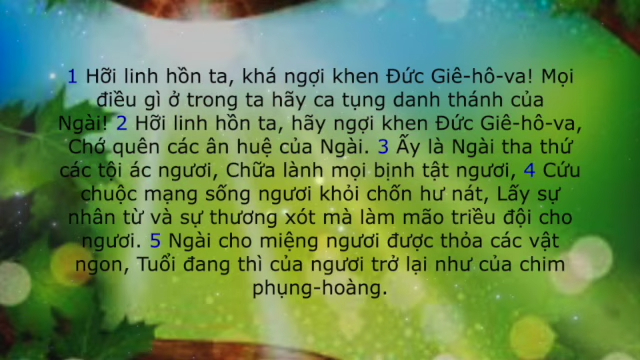 1 Hỡi linh hồn ta, khá ngợi khen Đức Giê-hô-va! Mọi
điều gì ở trong ta hãy ca tụng danh thánh của
Ngài! 2 Hỡi linh hồn ta, hãy ngợi khen Đức Giê-hô-va,
Chớ quên các ân huệ của Ngài. 3 Ấy là Ngài tha thứ
các tội ác ngươi, Chữa lành mọi bịnh tật ngươi, 4 Cứu
chuộc mạng sống ngươi khỏi chốn hư nát, Lấy sự
nhân từ và sự thương xót mà làm mão triều đội cho
ngươi. 5 Ngài cho miệng ngươi được thỏa các vật
ngon, Tuổi đang thì của ngươi trở lại như của chim
phụng-hoàng.